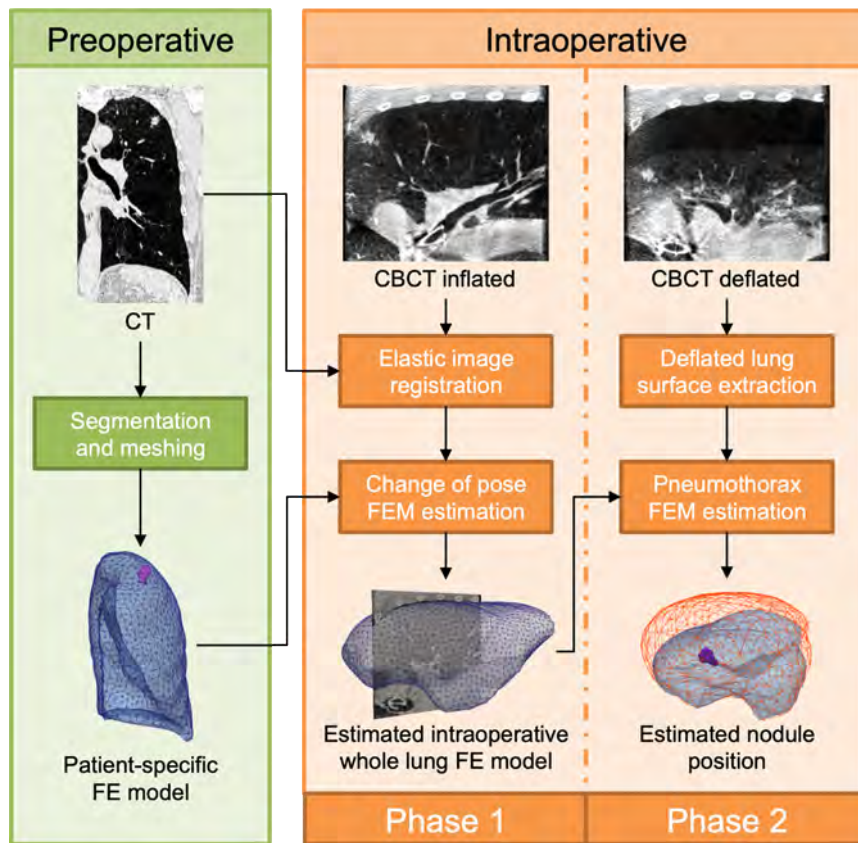 Preoperative
CT
Segmentation
and meshing
Patient-specific
FE model
Intraoperative
CBCT inflated
Elastic image
registration
Change of pose
FEM estimation
Estimated intraoperative
whole lung FE model
Phase 1
CBCT deflated
Deflated lung
surface extraction
Pneumothorax
FEM estimation
Estimated nodule
position
Phase 2